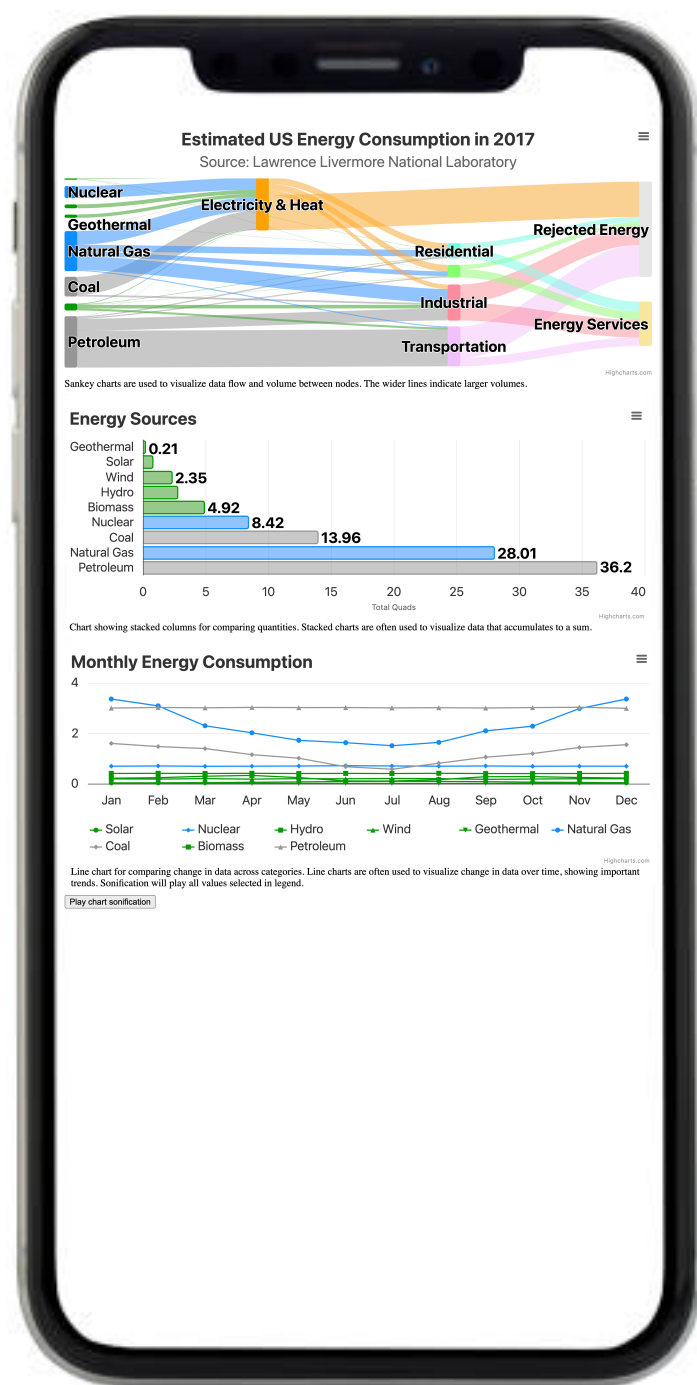 Estimated US Energy Consumption in 2017
Source: Lawrence Livermore National Laboratory
Nuclear
Electricity & Heat
Geothermal
Rejected Energy
Natural Gas
Residential
Coal
Industrial
Energy Services
Petroleum
Transportation
Highcharts.com
Sankey charts are used to visualize data flow and volume between nodes. The wider lines indicate larger volumes.
Energy Sources
Geothermal 0.21
Solar
Wind 2.35
Hydro
Biomass 4.92
Nuclear 8.42
Coal 13.96
Natural Gas 28.01
Petroleum 36.2
0 5 10 15 20 25 30 35 40
Total Quads
Highcharts.com
Chart showing stacked columns for comparing quantities. Stacked charts are often used to visualize data that accumulates to a sum.
Monthly Energy Consumption
4
2
0
Jan Feb Mar Apr May Jun Jul Aug Sep Oct Nov Dec
Solar Nuclear Hydro Wind Geothermal Natural Gas
Coal Biomass Petroleum
Highcharts.com
Line chart for comparing change in data across categories. Line charts are often used to visualize change in data over time, showing important
trends. Sonification will play all values selected in legend.
Play chart sonification